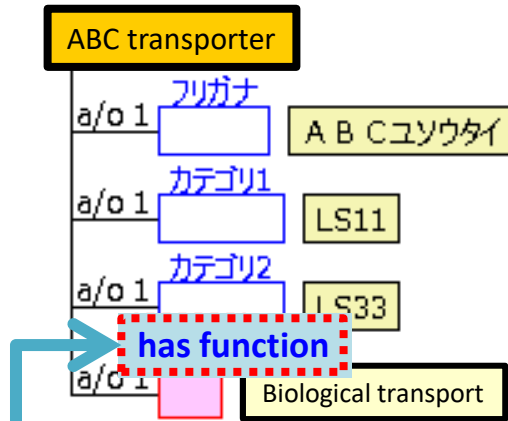 ABC transporter
フリガナ
a/o 1
ＡＢＣユソウタイ
カテゴリ1
a/o 1
LS11
カテゴリ2
a/o 1
LS33
has function
a/o 1
Biological transport